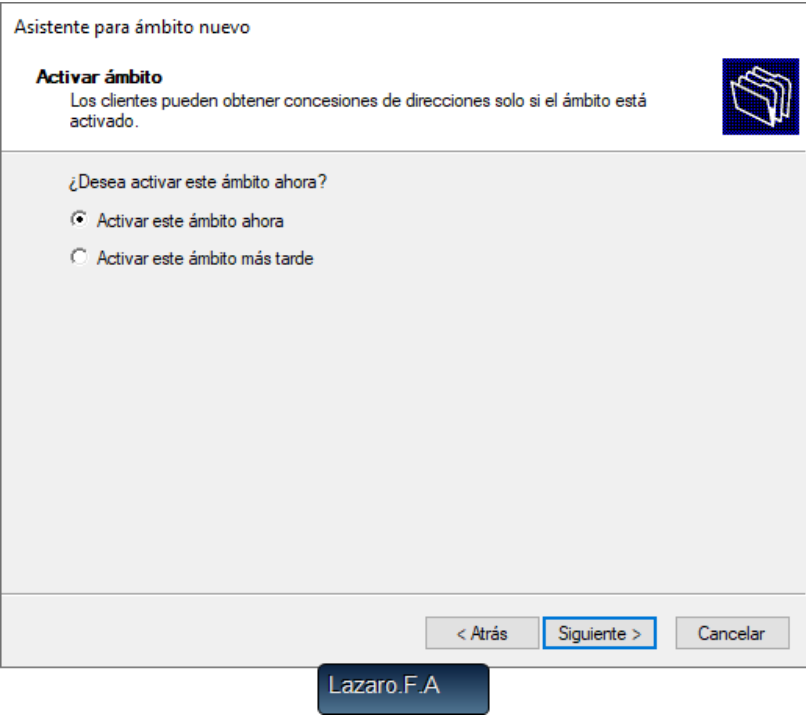 Asistente para ámbito nuevo
Activar ámbito
Los clientes pueden obtener concesiones de direcciones solo si el ámbito está
activado.
¿Desea activar este ámbito ahora?
Activar este ámbito ahora
Activar este ámbito más tarde
< Atrás
Siguiente >
Cancelar
Lazaro.F.A